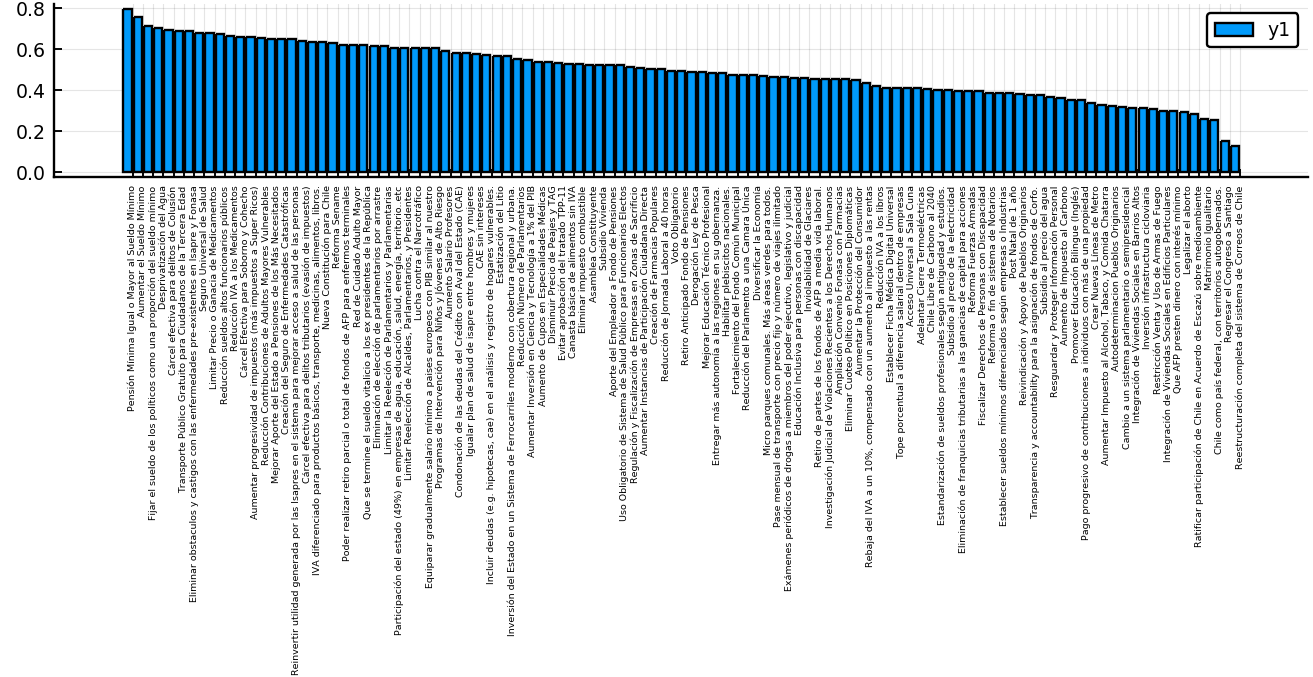 0.8
0.6
0.4
0.2
0.0
y1
Pensión Mínima Igual o Mayor al Sueldo Mínimo
Aumentar el Sueldo Mínimo
Fijar el sueldo de los políticos como una proporción del sueldo mínimo
Desprivatización del Agua
Cárcel efectiva para Delitos de Colusión
Transporte Público Gratuito para Ciudadanos de Tercera Edad
Eliminar obstaculos y castigos con las enfermedades pre-existentes en Isapre y Fonasa
Seguro Universal de Salud
Limitar Precio o Ganancia de Medicamentos
Reducción sueldos altos funcionarios públicos
Reducción IVA a los Medicamentos
Cárcel Efectiva para Soborno y Cohecho
Aumentar progresividad de impuestos (más impuestos a Super Ricos)
Reducción Contribuciones de Adultos Mayores Vulnerables
Mejorar Aporte del Estado a Pensiones de los Más Necesitados
Creación del Seguro de Enfermedades Catastróficas
Reinvertir utilidad generada por las Isapres en el sistema para mejorar acceso a salud de las personas
Cárcel efectiva para delitos tributarios (evasión de impuestos)
IVA diferenciado para productos básicos, transporte, medicinas, alimentos, libros.
Nueva Constitución para Chile
Reforma al Sename
Poder realizar retiro parcial o total de fondos de AFP para enfermos terminales
Red de Cuidado Adulto Mayor
Que se termine el sueldo vitalicio los ex presidentes de la República
Eliminación de elección de parlamentarios por arrastre
Limitar la Reelección de Parlamentarios y Parlamentarias
Participación del estado (49%) en empresas de agua, educación, salud, energía, territorio..etc
Limitar Reelección de Alcaldes, Parlamentarios, y Presidentes
Lucha contra el Narcotráfico
Equiparar gradualmente salario mínimo a paises europeos con PIB similar al nuestro
Programas de Intervención para Niños y Jóvenes de Alto Riesgo
Aumento Salarial Profesores
Condonación de las deudas del Crédito con Aval del Estado (CAE)
Igualar plan de salud de isapre entre hombres y mujeres
CAE sin Intereses
Incluir deudas (e.g. hipotecas, cae) en el análisis y registro de hogares vulnerables.
Estatización del Litio
Inversión del Estado en un Sistema de Ferrocarriles moderno con cobertura regional y urbana.
Reducción Número de Parlamentarios
Aumentar Inversión en Ciencia y Tecnología 1% del PIB
Aumento de Cupos en Especialidades Médicas
Disminuir Precio de Peajes y TAG
Evitar aprobación del tratado TPP-11
Canasta básica de alimentos sin IVA
Eliminar impuesto combustible
Asamblea Constituyente
Subsidio Vivienda
Aporte del Empleador a Fondo de Pensiones
Uso Obligatorio de Sistema de Salud Público para Funcionarios Electos
Regulación y Fiscalización de Empresas en Zonas de Sacrificio
Aumentar Instancias de Participación Ciudadana Directa
Creación de Farmacias Populares
Reducción de Jornada Laboral a 40 horas
Voto Obligatorio
Retiro Anticipado Fondo de Pensiones
Derogación Ley de Pesca
Mejorar Educación Técnico Profesional
Entregar más autonomía a las regiones en su gobernanza.
Habilitar plebiscitos nacionales.
Fortalecimiento del Fondo Común Municipal
Reducción del Parlamento a una Cámara Única
Diversificar la Economía
Micro parques comunales. Más áreas verdes para todos.
Pase mensual de transporte con precio fijo y número de viajes ilimitado
Exámenes periódicos de drogas a miembros del poder ejecutivo, legislativo y judicial
Educación Inclusiva para personas con discapacidad
Inviolabilidad de Glaciares
Retiro de partes de los fondos de AFP a media vida laboral.
Investigación Judicial de Violaciones Recientes a Derechos Humanos
Ampliación Convenio Fonasa-Farmacias
Eliminar Cuoteo Político en Posiciones Diplomáticas
Aumentar la Protección del Consumidor
Rebaja del IVA a un 10%, compensado con un aumento del impuesto a las rentas altas
Reducción IVA a los libros
Establecer Ficha Médica Digital Universal
Tope porcentual a diferencia salarial dentro de empresas
Acceso Universal a Sala Cuna
Adelantar Cierre Termoeléctricas
Chile Libre de Carbono al 2040
Estandarización de sueldos profesionales según antiguedad y estudios.
Subsidio al precio de la electricidad
Eliminación de franquicias tributarias a las ganacias de capital para acciones
Reforma Fuerzas Armadas
Fiscalizar Derechos de Personas con Discapacidad
Reforma o fin de sistema de Notarios
Establecer sueldos mínimos diferenciados según empresas o Industrias
Post Natal de 1 año
Reivindicación y Apoyo de Pueblos Originarios
Transparencia y accountability para la asignación de fondos de Corfo.
Subsidio al precio del agua
Resguardar y Proteger Información Personal
Aumento de Impuesto al Carbono
Promover Educación Bilingüe (Inglés)
Pago progresivo de contribuciones a individuos con más de una propiedad
Impulsar Nuevas Líneas de Metro
Aumentar Impuesto al Alcohol, Tabaco, y Comida Chatarra
Autodeterminación Pueblos Originarios
Cambio a un sistema parlamentario o semipresidencial
Integración de Viviendas Sociales en Barrios Acomodados
Inversión infraestructura cicloviaria
Restricción Venta y Uso de Armas de Fuego
Integración de Viviendas Sociales en Edificios Particulares
Que AFP presten dinero con interés
Legalizar el aborto
Ratificar participación de Chile en Acuerdo de Escazú sobre medioambiente
Matrimonio Igualitario
Chile como país federal, con territorios autogobernados.
Regresar el Congreso a Santiago
Reestructuración completa del sistema de Correos de Chile